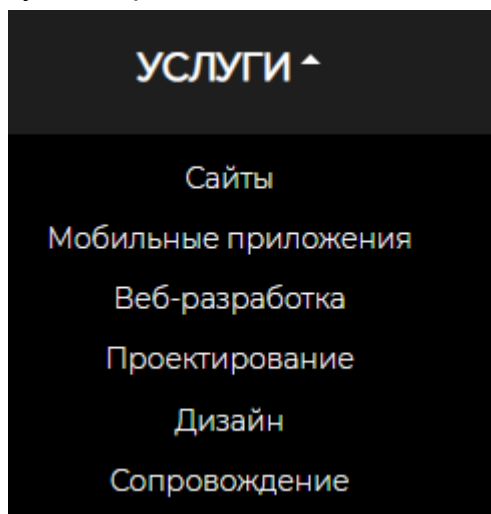 УСЛУГИ
Сайты
Мобильные приложения
Веб-разработка
Проектирование
Дизайн
Сопровождение